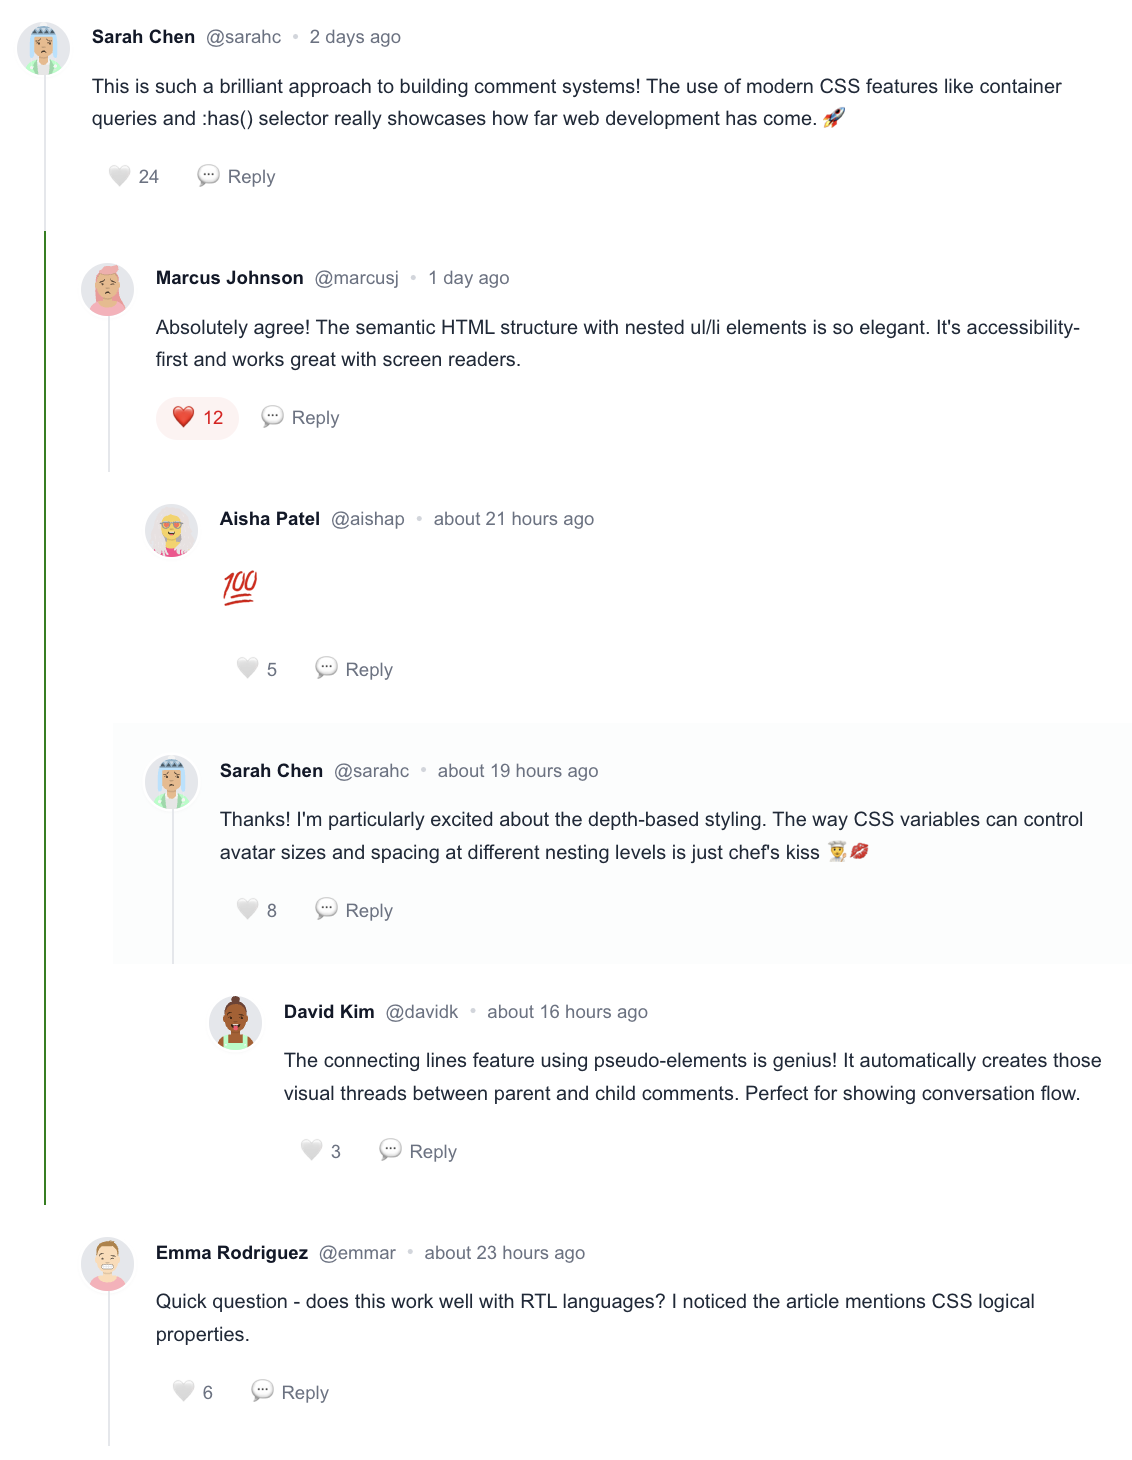 Sarah Chen @sarahc • 2 days ago
This is such a brilliant approach to building comment systems! The use of modern CSS features like container
queries and :has() selector really showcases how far web development has come. 🚀
🤍 24 💬 Reply
Marcus Johnson @marcusj • 1 day ago
Absolutely agree! The semantic HTML structure with nested ul/li elements is so elegant. It's accessibility-
first and works great with screen readers.
❤️ 12 💬 Reply
Aisha Patel @aishap • about 21 hours ago
💯
🤍 5 💬 Reply
Sarah Chen @sarahc • about 19 hours ago
Thanks! I'm particularly excited about the depth-based styling. The way CSS variables can control
avatar sizes and spacing at different nesting levels is just chef's kiss 👨‍🍳💋
🤍 8 💬 Reply
David Kim @davidk • about 16 hours ago
The connecting lines feature using pseudo-elements is genius! It automatically creates those
visual threads between parent and child comments. Perfect for showing conversation flow.
🤍 3 💬 Reply
Emma Rodriguez @emmar • about 23 hours ago
Quick question - does this work well with RTL languages? I noticed the article mentions CSS logical
properties.
🤍 6 💬 Reply